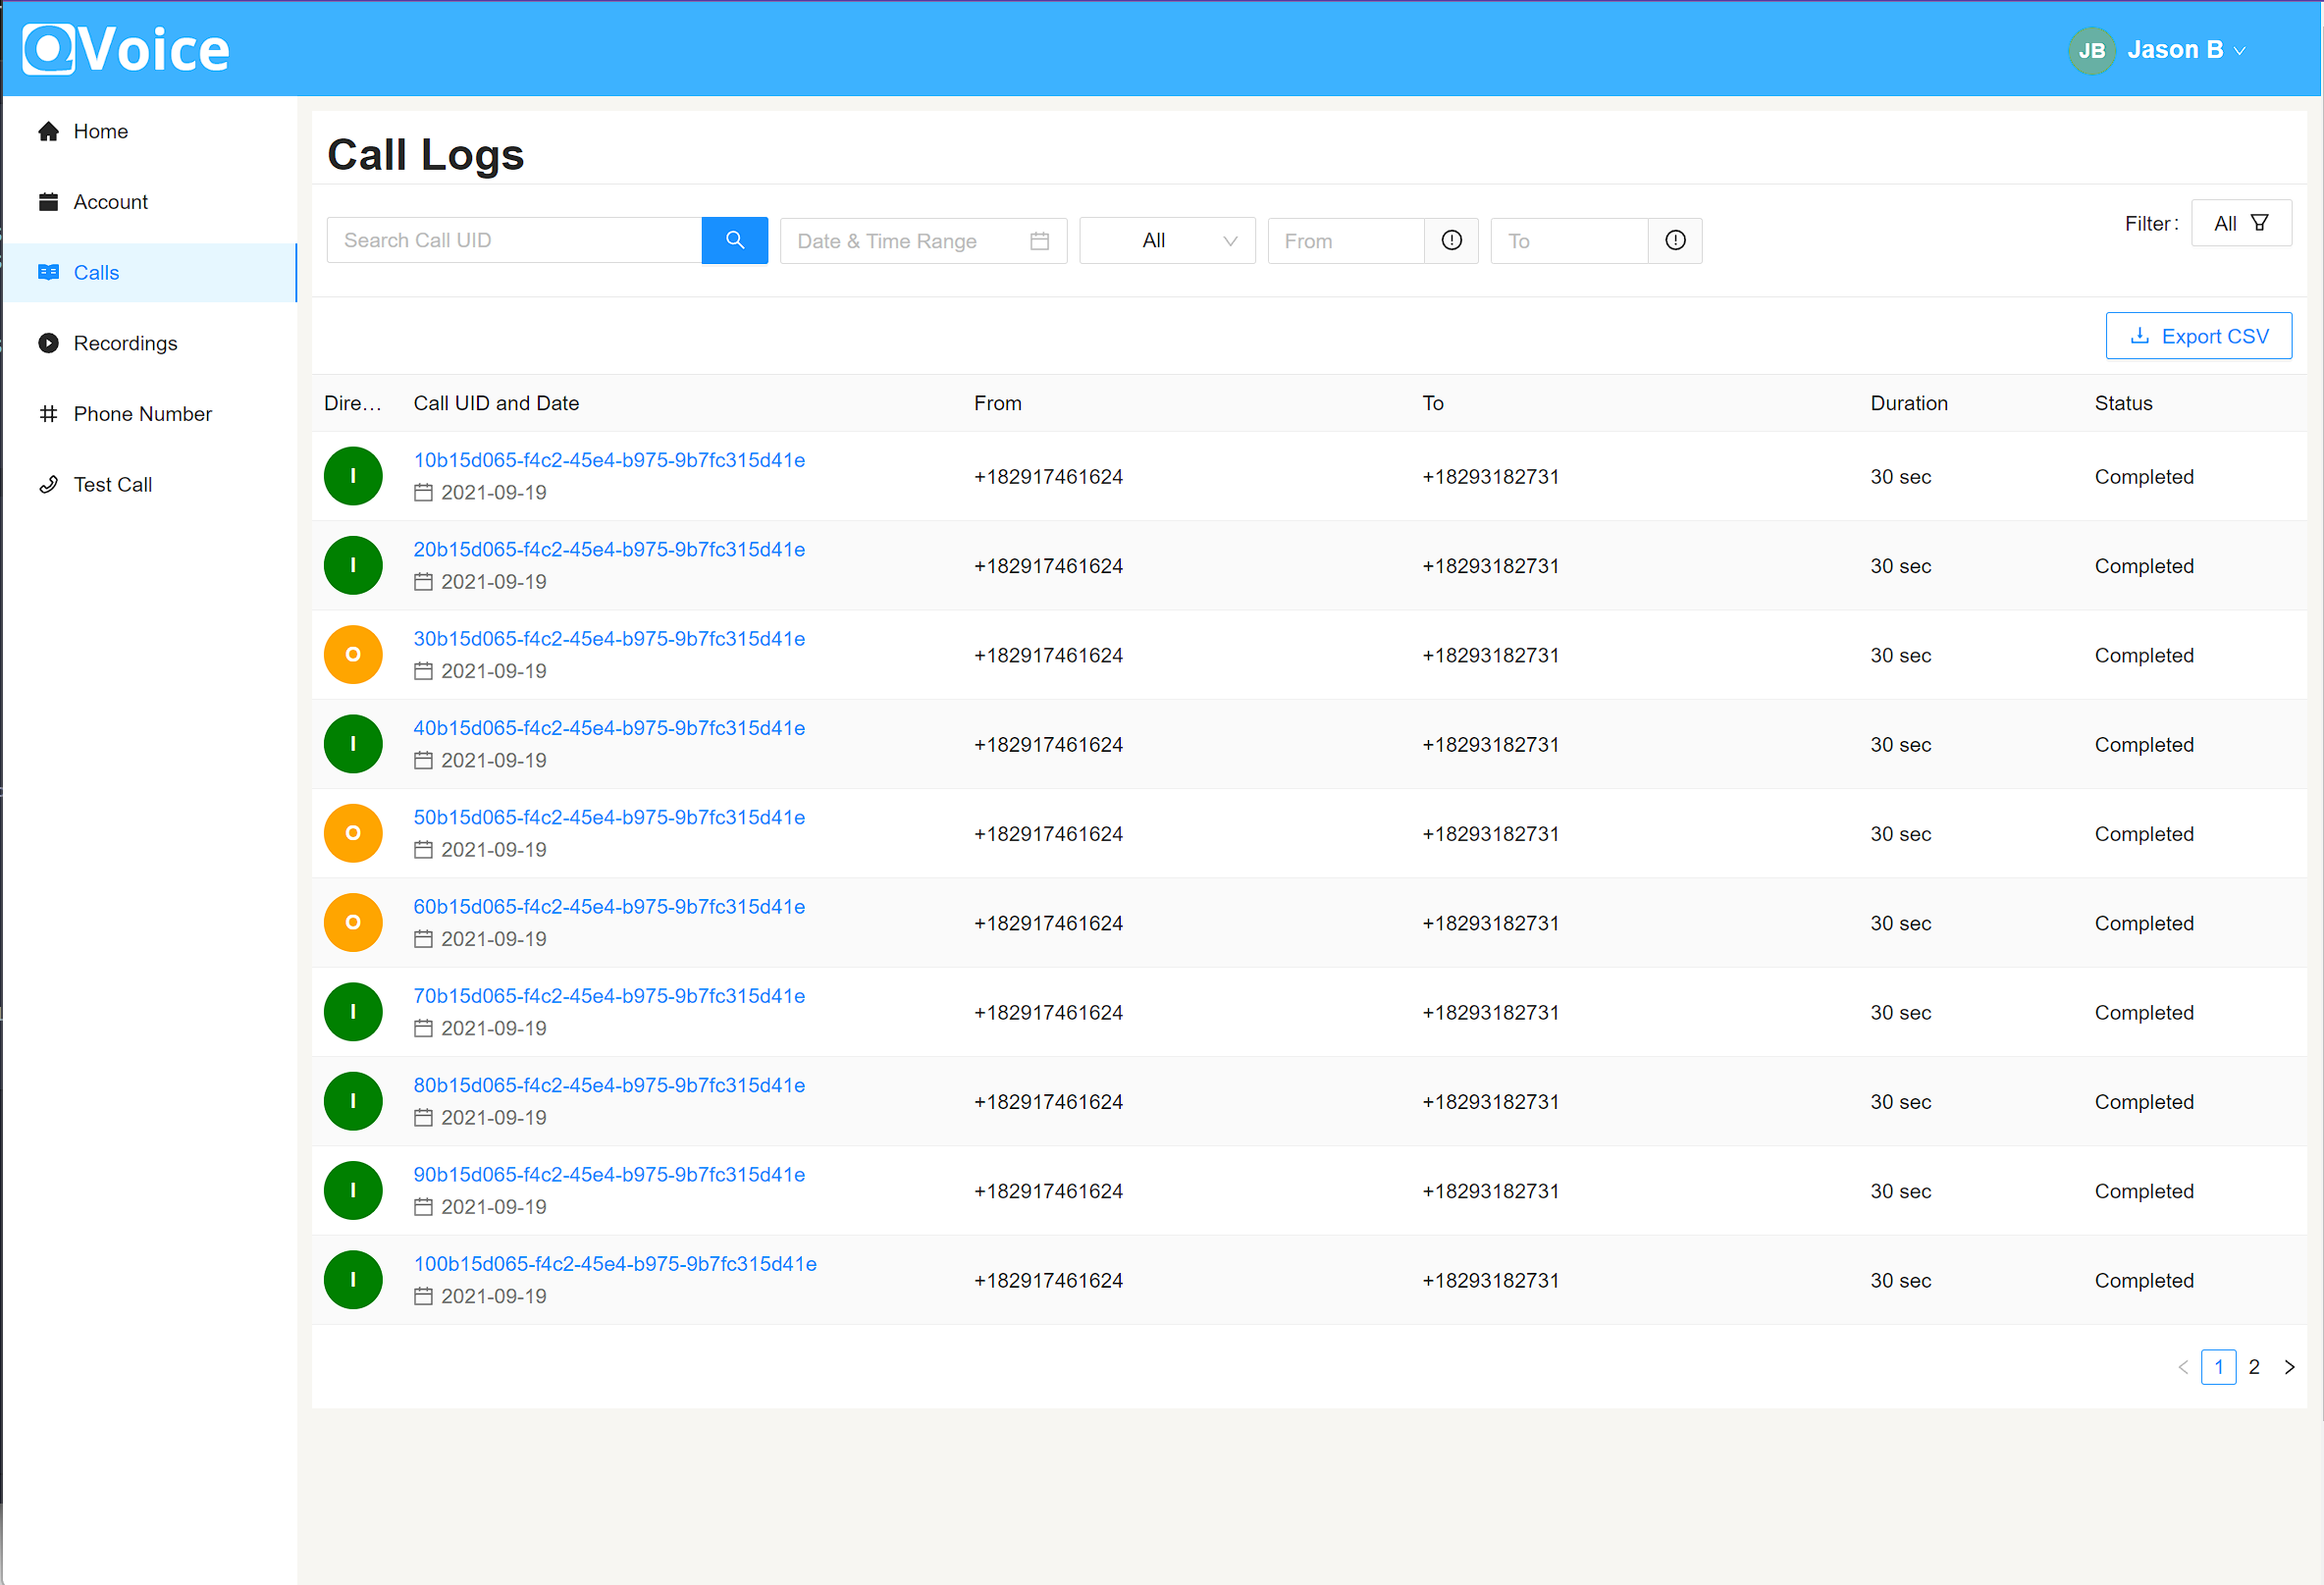 Voice
JB Jason B
Home
Account
Calls
Recordings
Phone Number
Test Call
Call Logs
Search Call UID Date & Time Range All From To Filter: All
Export CSV
Dire... Call UID and Date From To Duration Status
I 10b15d065-f4c2-45e4-b975-9b7fc315d41e +182917461624 +18293182731 30 sec Completed
2021-09-19
I 20b15d065-f4c2-45e4-b975-9b7fc315d41e +182917461624 +18293182731 30 sec Completed
2021-09-19
O 30b15d065-f4c2-45e4-b975-9b7fc315d41e +182917461624 +18293182731 30 sec Completed
2021-09-19
I 40b15d065-f4c2-45e4-b975-9b7fc315d41e +182917461624 +18293182731 30 sec Completed
2021-09-19
O 50b15d065-f4c2-45e4-b975-9b7fc315d41e +182917461624 +18293182731 30 sec Completed
2021-09-19
O 60b15d065-f4c2-45e4-b975-9b7fc315d41e +182917461624 +18293182731 30 sec Completed
2021-09-19
I 70b15d065-f4c2-45e4-b975-9b7fc315d41e +182917461624 +18293182731 30 sec Completed
2021-09-19
I 80b15d065-f4c2-45e4-b975-9b7fc315d41e +182917461624 +18293182731 30 sec Completed
2021-09-19
I 90b15d065-f4c2-45e4-b975-9b7fc315d41e +182917461624 +18293182731 30 sec Completed
2021-09-19
I 100b15d065-f4c2-45e4-b975-9b7fc315d41e +182917461624 +18293182731 30 sec Completed
2021-09-19
< 1 2 >